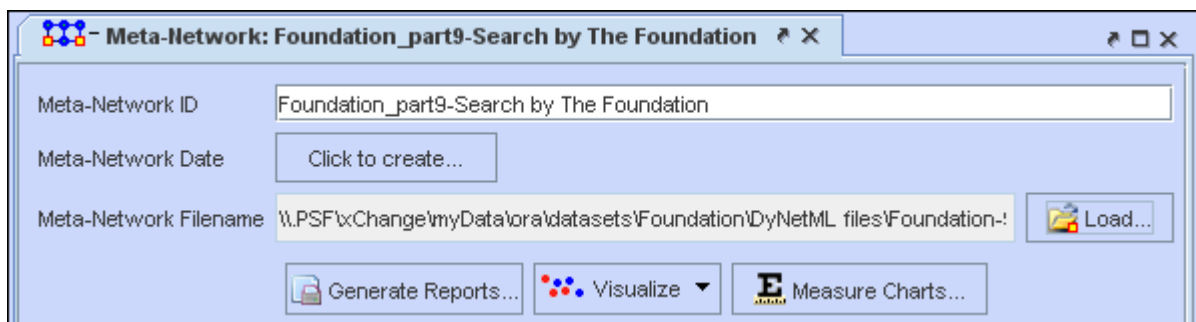 Meta-Network: Foundation_part9-Search by The Foundation
Meta-Network ID Foundation_part9-Search by The Foundation
Meta-Network Date Click to create...
Meta-Network Filename \\.PSF\xChange\myData\ora\datasets\Foundation\DyNetML files\Foundation-S Load...
Generate Reports... Visualize E Measure Charts...